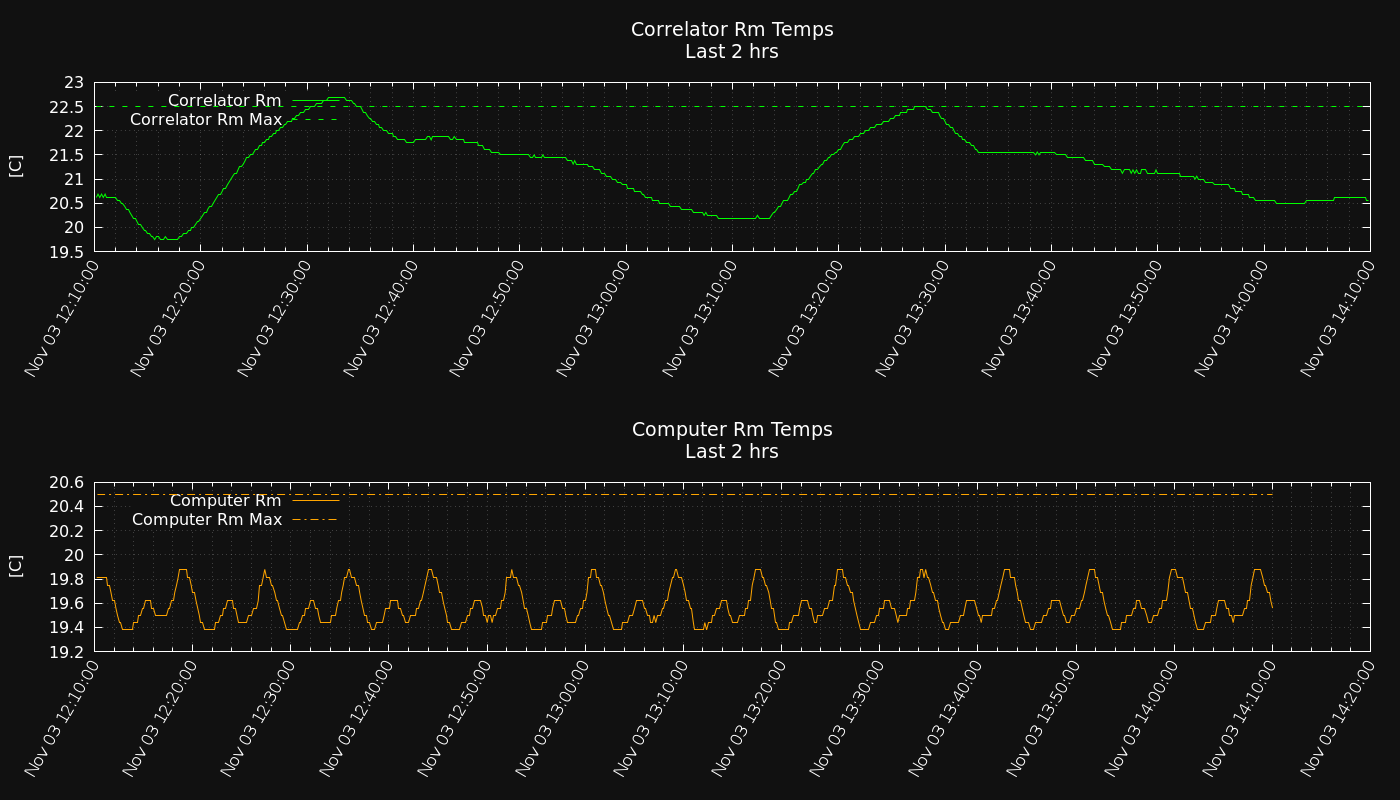 Correlator Rm Temps
Last 2 hrs
23
22.5
22
21.5
21
20.5
20
19.5
[C]
Correlator Rm
Correlator Rm Max
Nov 03 12:10:00
Nov 03 12:20:00
Nov 03 12:30:00
Nov 03 12:40:00
Nov 03 12:50:00
Nov 03 13:00:00
Nov 03 13:10:00
Nov 03 13:20:00
Nov 03 13:30:00
Nov 03 13:40:00
Nov 03 13:50:00
Nov 03 14:00:00
Nov 03 14:10:00
Computer Rm Temps
Last 2 hrs
20.6
20.4
20.2
20
19.8
19.6
19.4
19.2
[C]
Computer Rm
Computer Rm Max
Nov 03 12:10:00
Nov 03 12:20:00
Nov 03 12:30:00
Nov 03 12:40:00
Nov 03 12:50:00
Nov 03 13:00:00
Nov 03 13:10:00
Nov 03 13:20:00
Nov 03 13:30:00
Nov 03 13:40:00
Nov 03 13:50:00
Nov 03 14:00:00
Nov 03 14:10:00
Nov 03 14:20:00